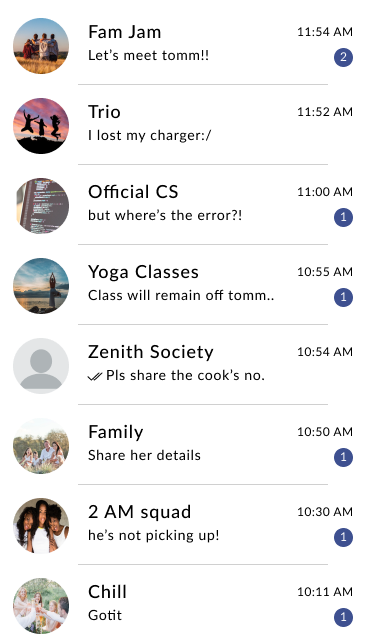 Fam Jam
11:54 AM
Let's meet tomm!!
2
Trio
11:52 AM
I lost my charger:/
Official CS
11:00 AM
but where's the error?!
1
Yoga Classes
10:55 AM
Class will remain off tomm..
1
Zenith Society
10:54 AM
Pls share the cook's no.
Family
10:50 AM
Share her details
1
2 AM squad
10:30 AM
he's not picking up!
1
Chill
10:11 AM
Gotit
1